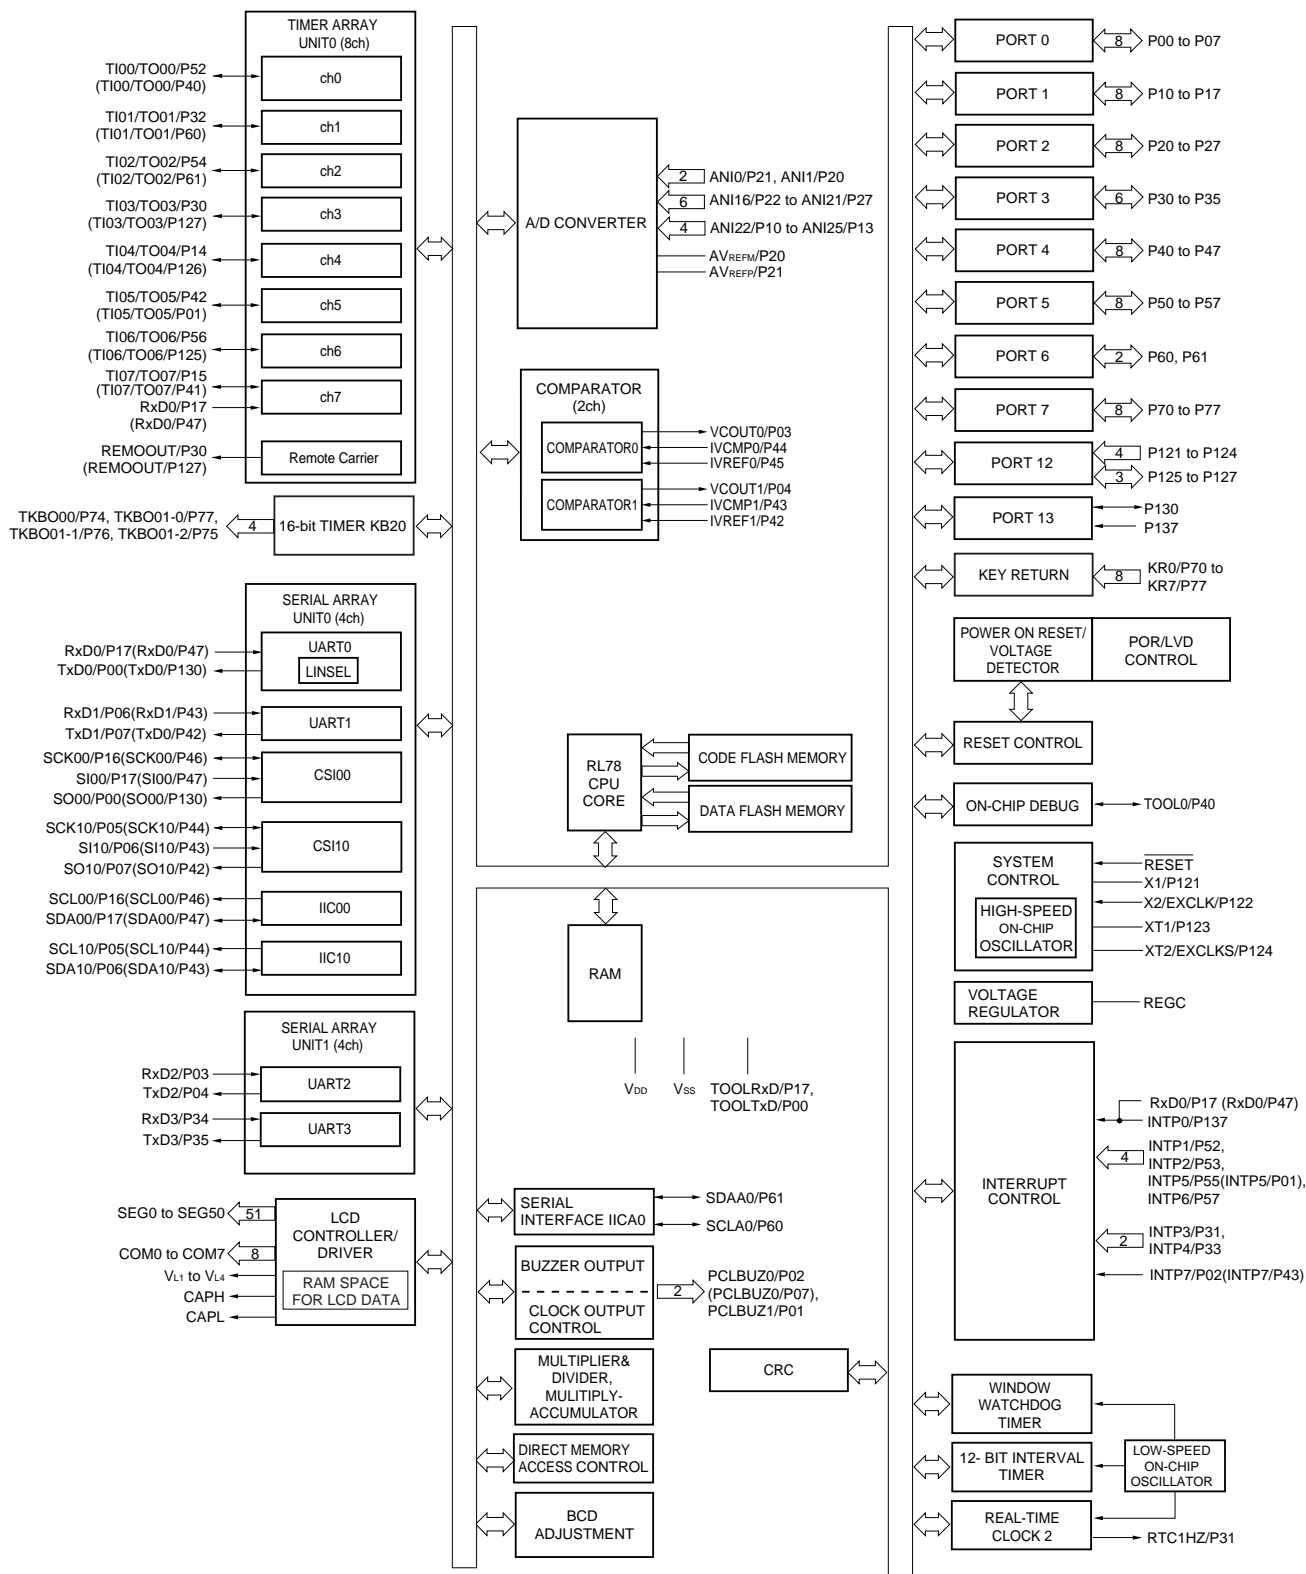 TIMER ARRAY
UNIT0 (8ch)
TI00/TO00/P52
(TI00/TO00/P40)
ch0
TI01/TO01/P32
(TI01/TO01/P60)
ch1
TI02/TO02/P54
(TI02/TO02/P61)
ch2
TI03/TO03/P30
(TI03/TO03/P127)
ch3
TI04/TO04/P14
(TI04/TO04/P126)
ch4
TI05/TO05/P42
(TI05/TO05/P01)
ch5
TI06/TO06/P56
(TI06/TO06/P125)
ch6
TI07/TO07/P15
(TI07/TO07/P41)
RxD0/P17
(RxD0/P47)
ch7
REMOOUT/P30
(REMOOUT/P127)
Remote Carrier
TKBO00/P74, TKBO01-0/P77,
TKBO01-1/P76, TKBO01-2/P75
4
16-bit TIMER KB20
SERIAL ARRAY
UNIT0 (4ch)
RxD0/P17(RxD0/P47)
TxD0/P00(TxD0/P130)
UART0
LINSEL
RxD1/P06(RxD1/P43)
TxD1/P07(TxD0/P42)
UART1
SCK00/P16(SCK00/P46)
SI00/P17(SI00/P47)
SO00/P00(SO00/P130)
CSI00
SCK10/P05(SCK10/P44)
SI10/P06(SI10/P43)
SO10/P07(SO10/P42)
CSI10
SCL00/P16(SCL00/P46)
SDA00/P17(SDA00/P47)
IIC00
SCL10/P05(SCL10/P44)
SDA10/P06(SDA10/P43)
IIC10
SERIAL ARRAY
UNIT1 (4ch)
RxD2/P03
TxD2/P04
UART2
RxD3/P34
TxD3/P35
UART3
SEG0 to SEG50
51
COM0 to COM7
8
VL1 to VL4
CAPH
CAPL
LCD
CONTROLLER/
DRIVER
RAM SPACE
FOR LCD DATA
A/D CONVERTER
2
ANI0/P21, ANI1/P20
6
ANI16/P22 to ANI21/P27
4
ANI22/P10 to ANI25/P13
AVREFM/P20
AVREFP/P21
COMPARATOR
(2ch)
COMPARATOR0
VCOUT0/P03
IVCMP0/P44
IVREF0/P45
COMPARATOR1
VCOUT1/P04
IVCMP1/P43
IVREF1/P42
RL78
CPU
CORE
CODE FLASH MEMORY
DATA FLASH MEMORY
RAM
VDD
VSS
TOOLRxD/P17,
TOOLTxD/P00
SERIAL
INTERFACE IICA0
SDAA0/P61
SCLA0/P60
BUZZER OUTPUT
CLOCK OUTPUT
CONTROL
2
PCLBUZ0/P02
(PCLBUZ0/P07),
PCLBUZ1/P01
MULTIPLIER&
DIVIDER,
MULITIPLY-
ACCUMULATOR
CRC
DIRECT MEMORY
ACCESS CONTROL
BCD
ADJUSTMENT
PORT 0
8
P00 to P07
PORT 1
8
P10 to P17
PORT 2
8
P20 to P27
PORT 3
6
P30 to P35
PORT 4
8
P40 to P47
PORT 5
8
P50 to P57
PORT 6
2
P60, P61
PORT 7
8
P70 to P77
PORT 12
4
P121 to P124
3
P125 to P127
PORT 13
P130
P137
KEY RETURN
8
KR0/P70 to
KR7/P77
POWER ON RESET/
VOLTAGE
DETECTOR
POR/LVD
CONTROL
RESET CONTROL
ON-CHIP DEBUG
TOOL0/P40
SYSTEM
CONTROL
HIGH-SPEED
ON-CHIP
OSCILLATOR
RESET
X1/P121
X2/EXCLK/P122
XT1/P123
XT2/EXCLKS/P124
VOLTAGE
REGULATOR
REGC
INTERRUPT
CONTROL
RxD0/P17 (RxD0/P47)
INTP0/P137
4
INTP1/P52,
INTP2/P53,
INTP5/P55(INTP5/P01),
INTP6/P57
2
INTP3/P31,
INTP4/P33
INTP7/P02(INTP7/P43)
WINDOW
WATCHDOG
TIMER
12- BIT INTERVAL
TIMER
LOW-SPEED
ON-CHIP
OSCILLATOR
REAL-TIME
CLOCK 2
RTC1HZ/P31